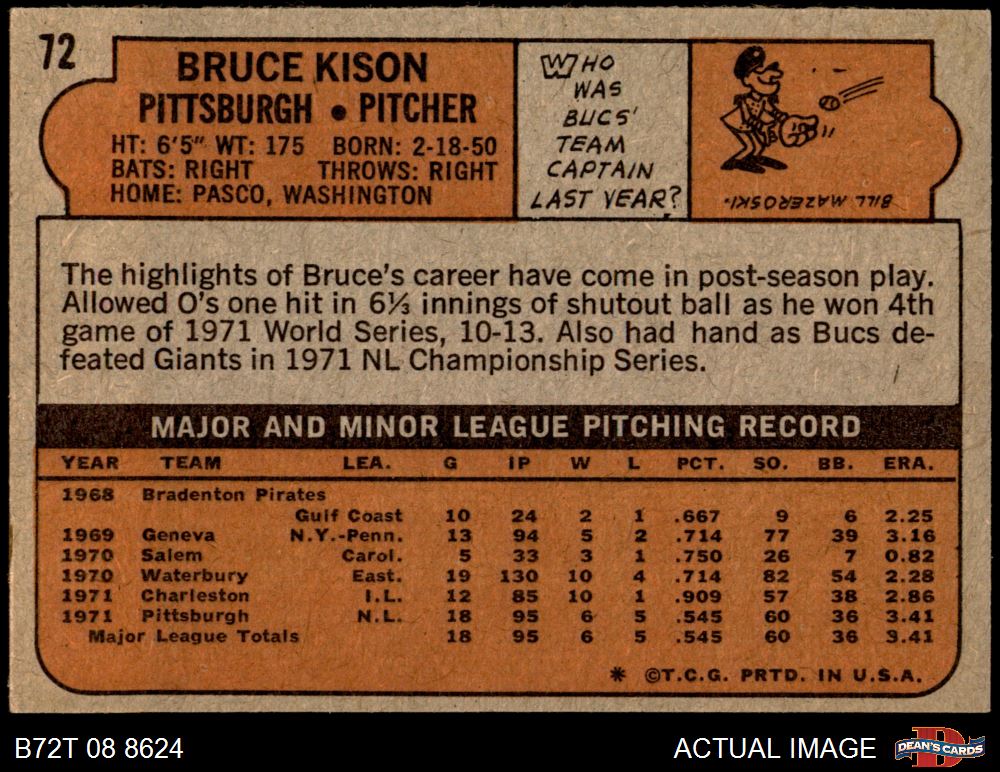 72
BRUCE KISON
PITTSBURGH • PITCHER
HT: 6'5" WT: 175 BORN: 2-18-50
BATS: RIGHT THROWS: RIGHT
HOME: PASCO, WASHINGTON
WHO
WAS
BUCS'
TEAM
CAPTAIN
LAST YEAR?
BILL MAZEROSKI.
The highlights of Bruce's career have come in post-season play.
Allowed O's one hit in 6⅓ innings of shutout ball as he won 4th
game of 1971 World Series, 10-13. Also had hand as Bucs de-
feated Giants in 1971 NL Championship Series.
MAJOR AND MINOR LEAGUE PITCHING RECORD
YEAR TEAM LEA. G IP W L PCT. SO. BB. ERA.
1968 Bradenton Pirates
Gulf Coast 10 24 2 1 .667 9 6 2.25
1969 Geneva N.Y.-Penn. 13 94 5 2 .714 77 39 3.16
1970 Salem Carol. 5 33 3 1 .750 26 7 0.82
1970 Waterbury East. 19 130 10 4 .714 82 54 2.28
1971 Charleston I.L. 12 85 10 1 .909 57 38 2.86
1971 Pittsburgh N.L. 18 95 6 5 .545 60 36 3.41
Major League Totals 18 95 6 5 .545 60 36 3.41
* ©T.C.G. PRTD. IN U.S.A.
B72T 08 8624
ACTUAL IMAGE
DEAN'S CARDS